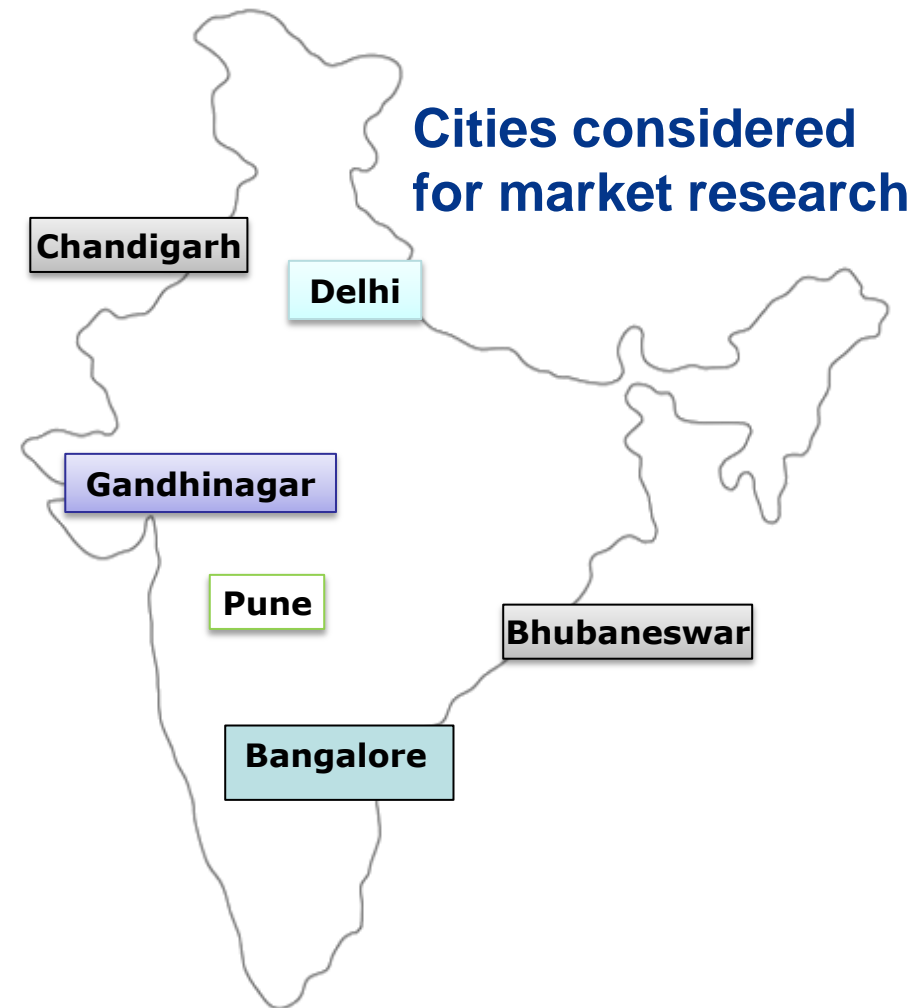 Cities considered
for market research
Chandigarh
Delhi
Gandhinagar
Pune
Bhubaneswar
Bangalore